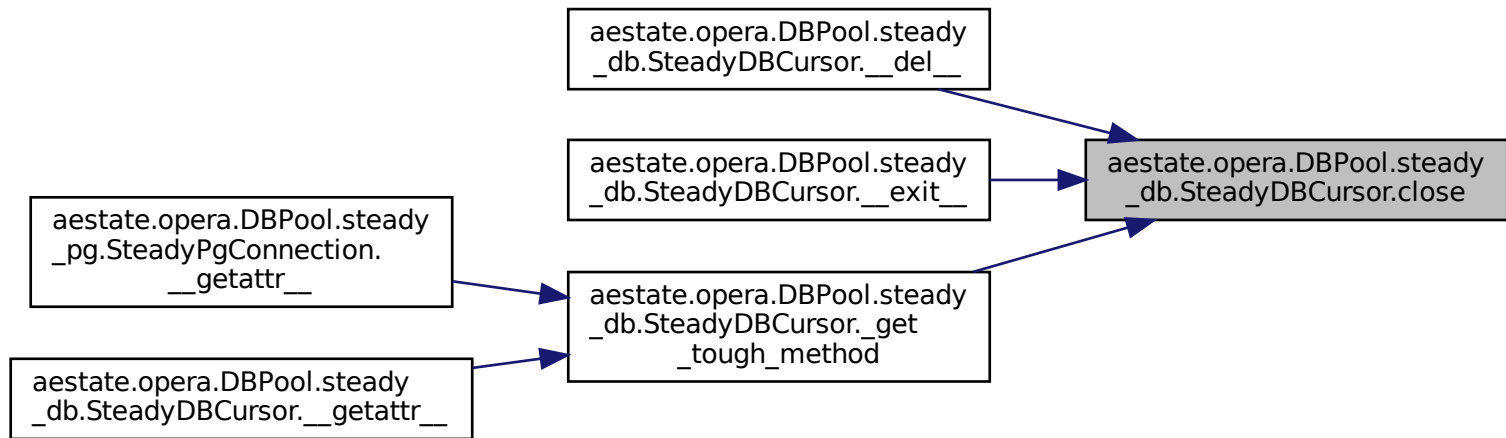 aestate.opera.DBPool.steady
_db.SteadyDBCursor.__del__
aestate.opera.DBPool.steady
_db.SteadyDBCursor.__exit__
aestate.opera.DBPool.steady
_db.SteadyDBCursor.close
aestate.opera.DBPool.steady
_pg.SteadyPgConnection.
__getattr__
aestate.opera.DBPool.steady
_db.SteadyDBCursor._get
_tough_method
aestate.opera.DBPool.steady
_db.SteadyDBCursor.__getattr__